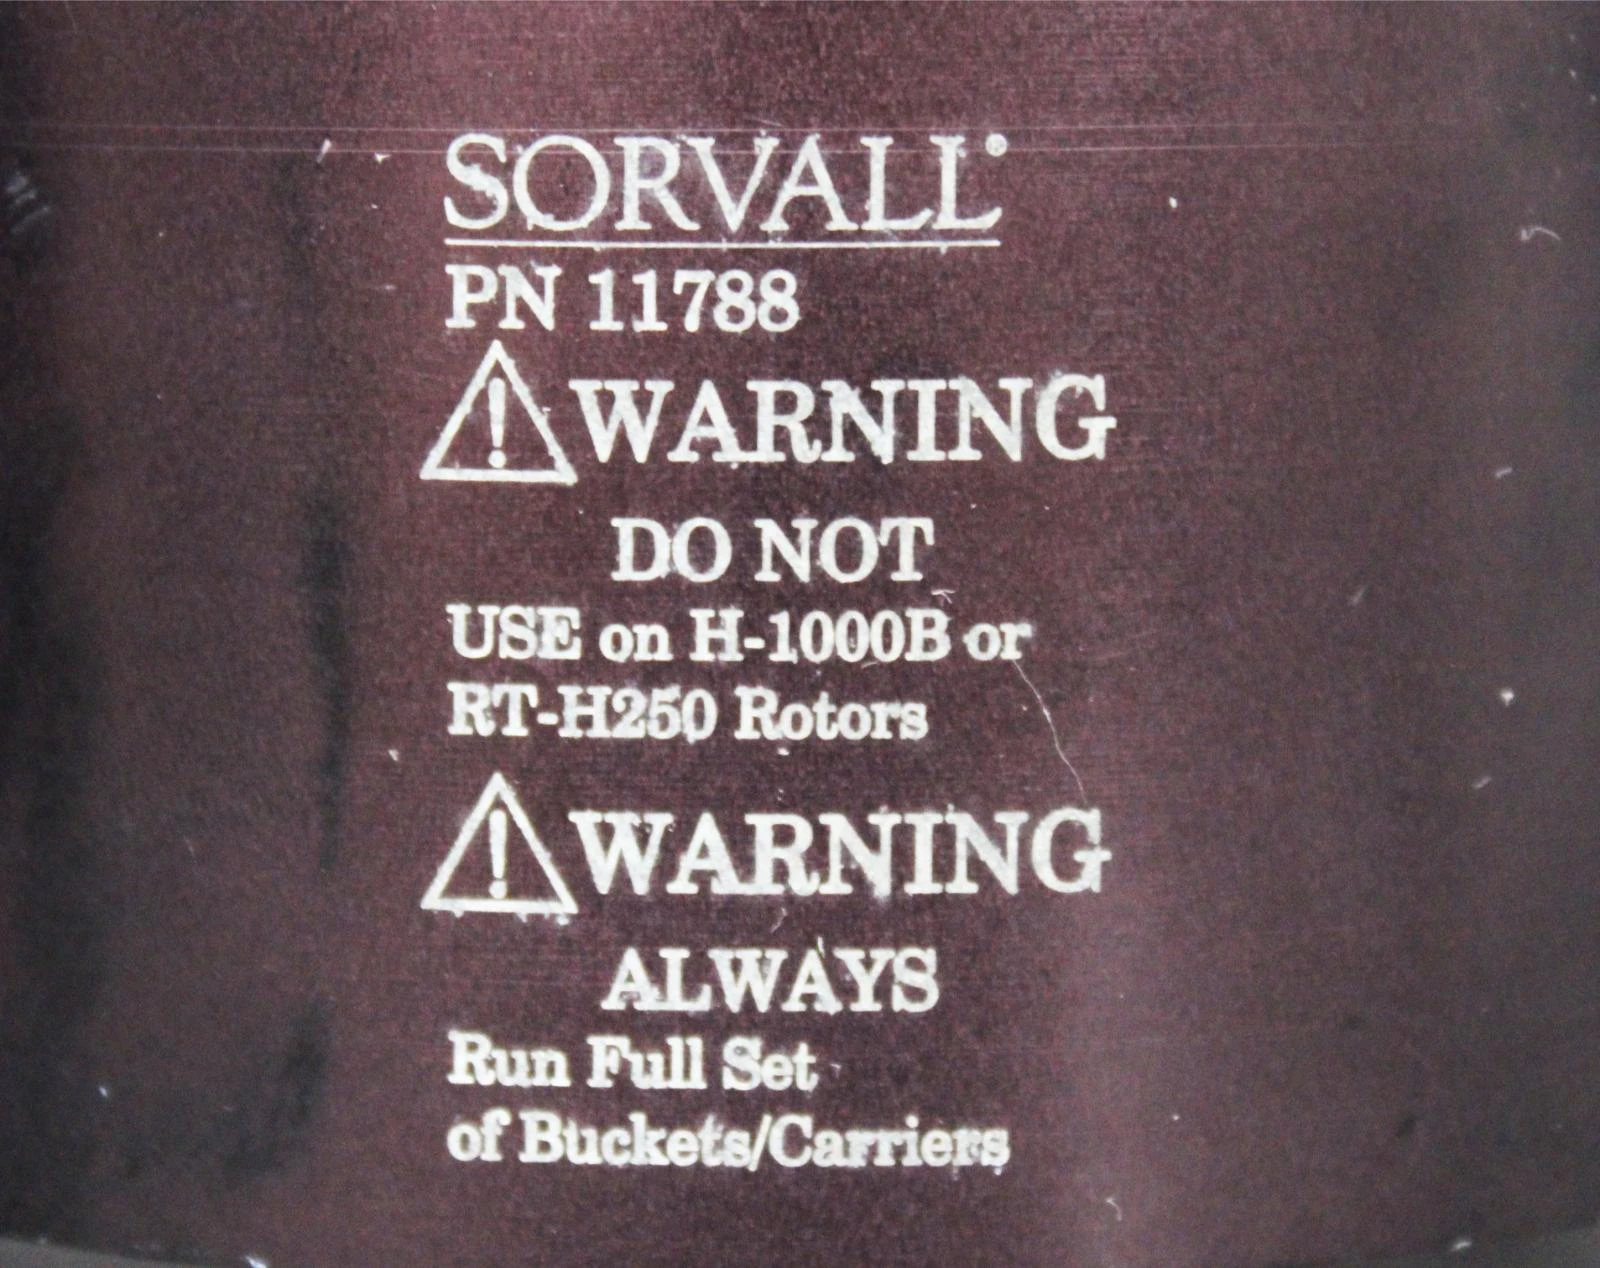 SORVALL®
PN 11788
WARNING
DO NOT
USE on H-1000B or
RT-H250 Rotors
WARNING
ALWAYS
Run Full Set
of Buckets/Carriers